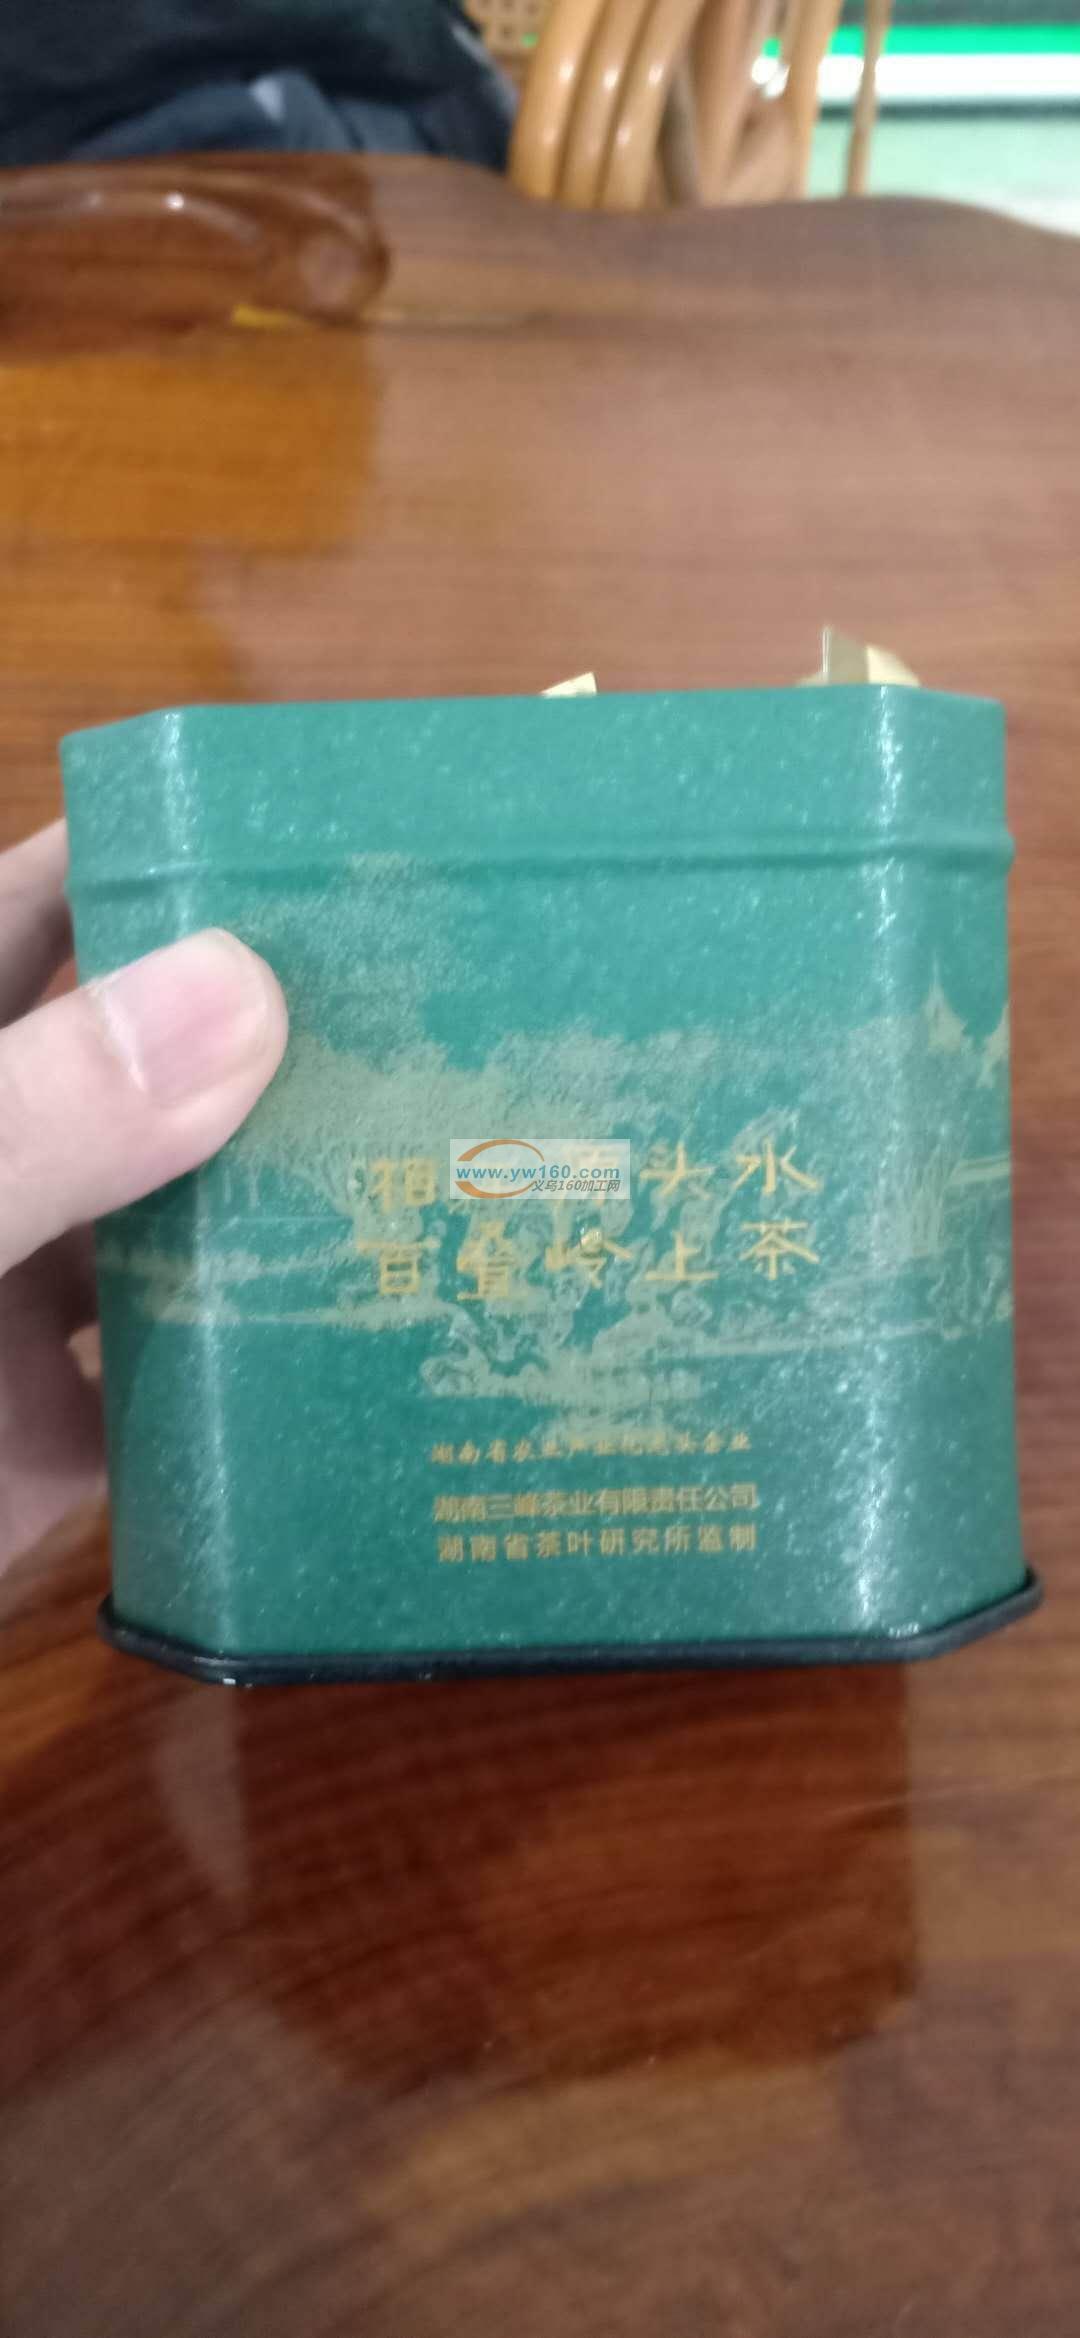 祖 源头水
百叠岭上茶
www.yw160.com
义乌160加工网
湖南省农业产业化龙头企业
湖南三峰茶业有限责任公司
湖南省茶叶研究所监制